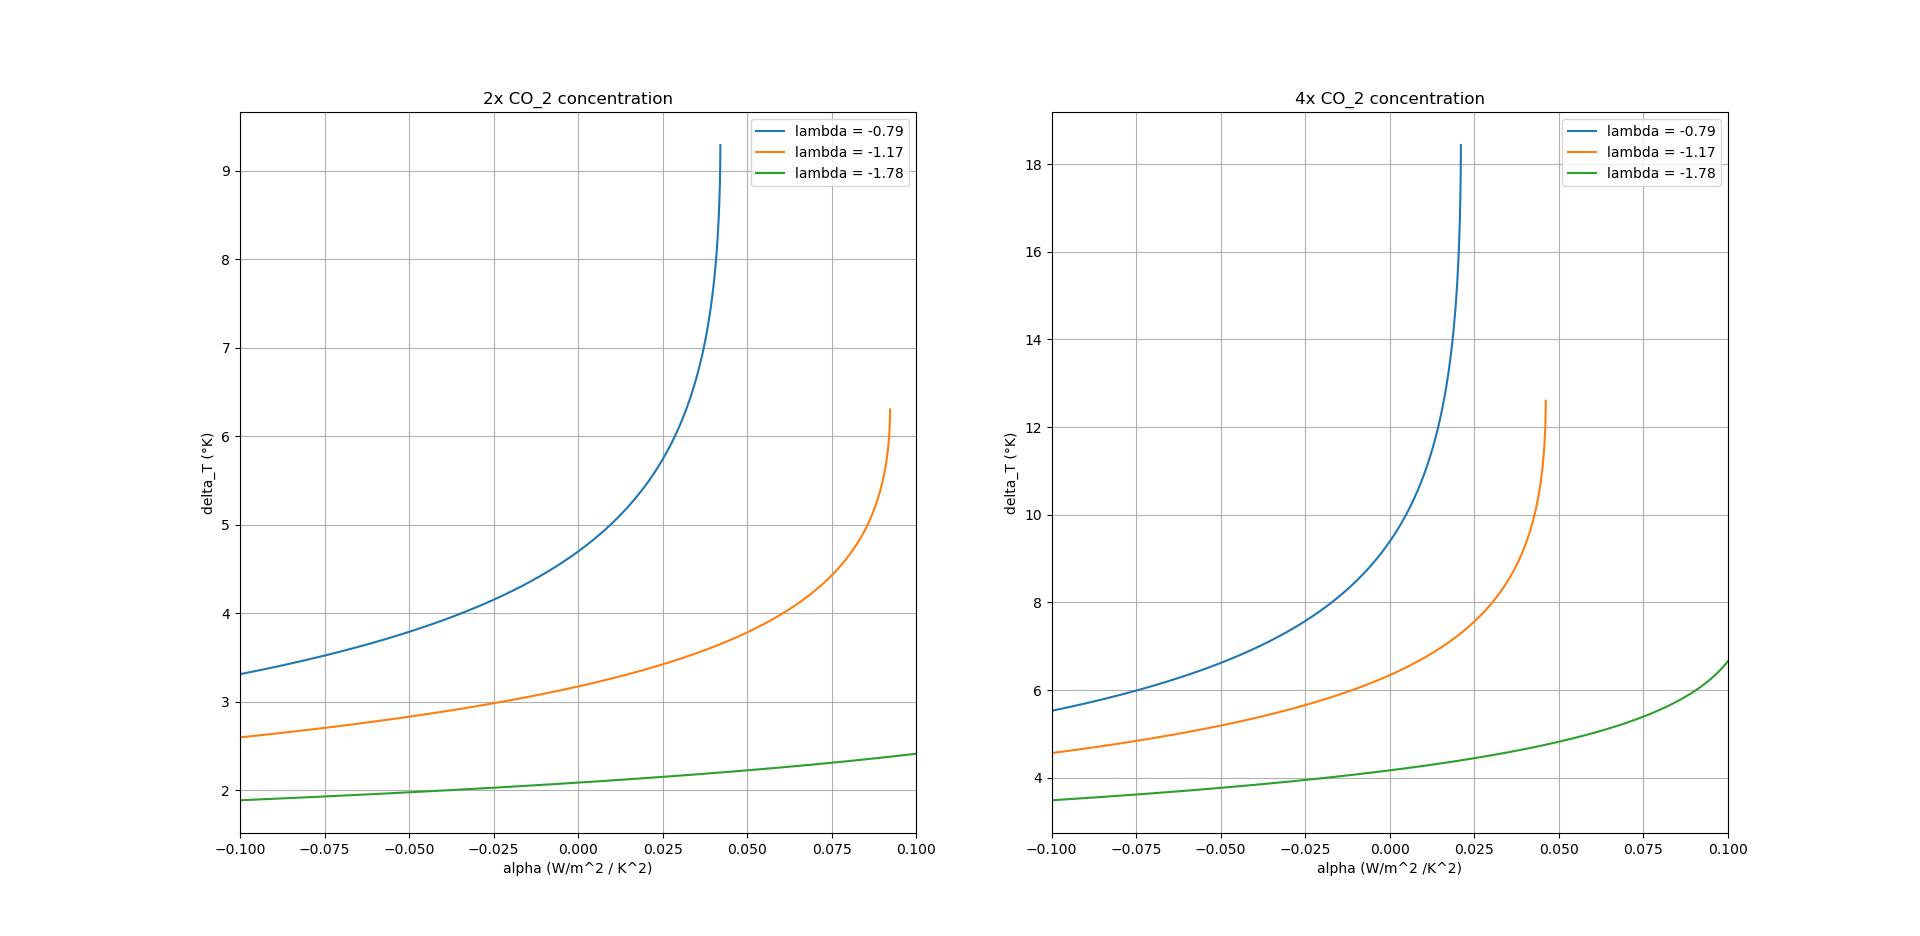 2x CO_2 concentration
lambda = -0.79
lambda = -1.17
lambda = -1.78
9
8
7
6
5
4
3
2
delta_T (°K)
−0.100 −0.075 −0.050 −0.025 0.000 0.025 0.050 0.075 0.100
alpha (W/m^2 / K^2)
4x CO_2 concentration
lambda = -0.79
lambda = -1.17
lambda = -1.78
18
16
14
12
10
8
6
4
delta_T (°K)
−0.100 −0.075 −0.050 −0.025 0.000 0.025 0.050 0.075 0.100
alpha (W/m^2 /K^2)